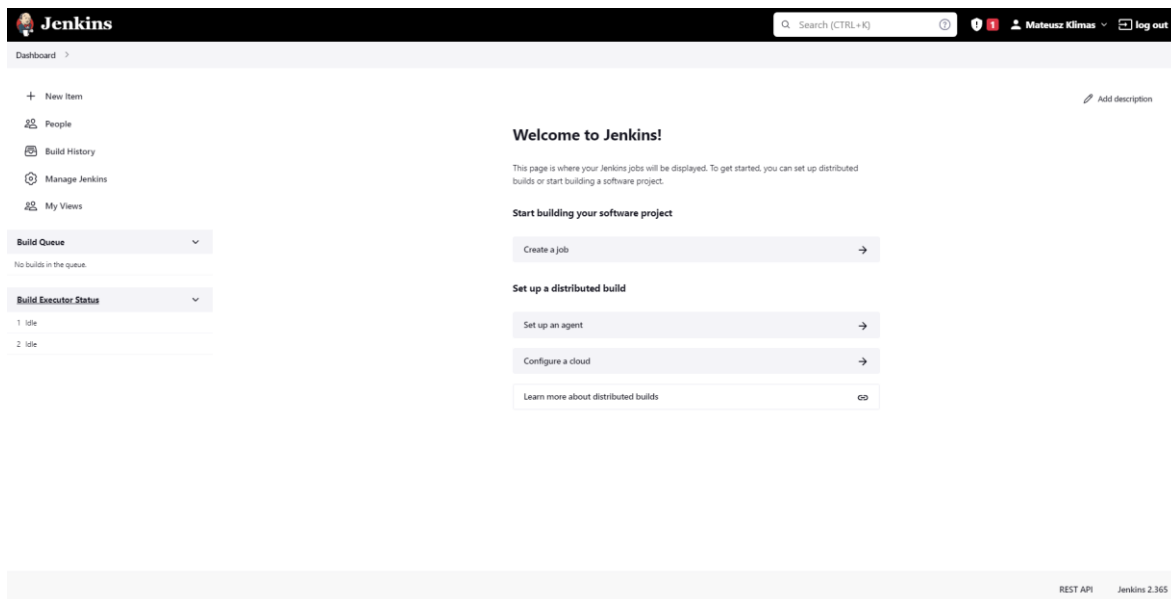 Jenkins
Search (CTRL+K)
1
Mateusz Klimas
log out
Dashboard
New Item
People
Build History
Manage Jenkins
My Views
Build Queue
No builds in the queue.
Build Executor Status
1 Idle
2 Idle
Add description
Welcome to Jenkins!
This page is where your Jenkins jobs will be displayed. To get started, you can set up distributed
builds or start building a software project.
Start building your software project
Create a job
Set up a distributed build
Set up an agent
Configure a cloud
Learn more about distributed builds
REST API
Jenkins 2.365